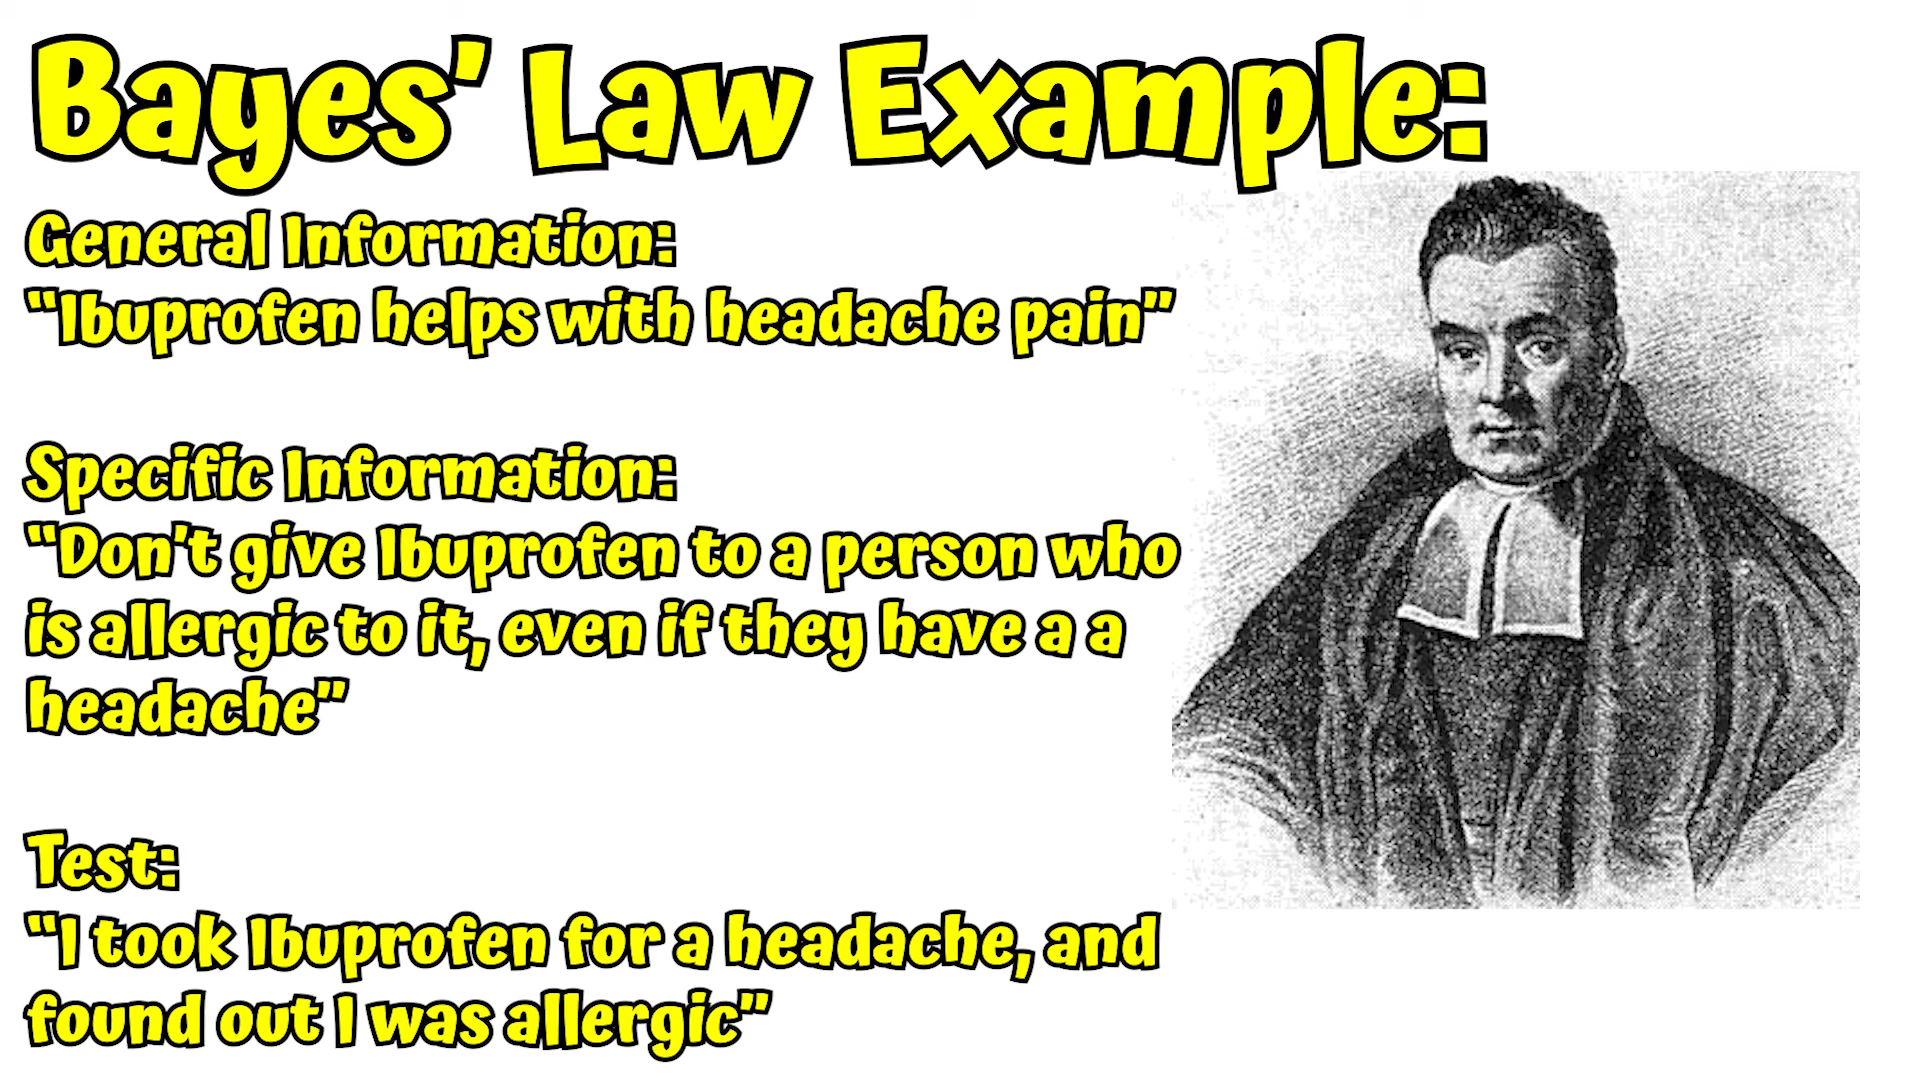 Bayes' Law Example:
General Information:
"Ibuprofen helps with headache pain"
Specific Information:
"Don't give Ibuprofen to a person who
is allergic to it, even if they have a a
headache"
Test:
"I took Ibuprofen for a headache, and
found out I was allergic"